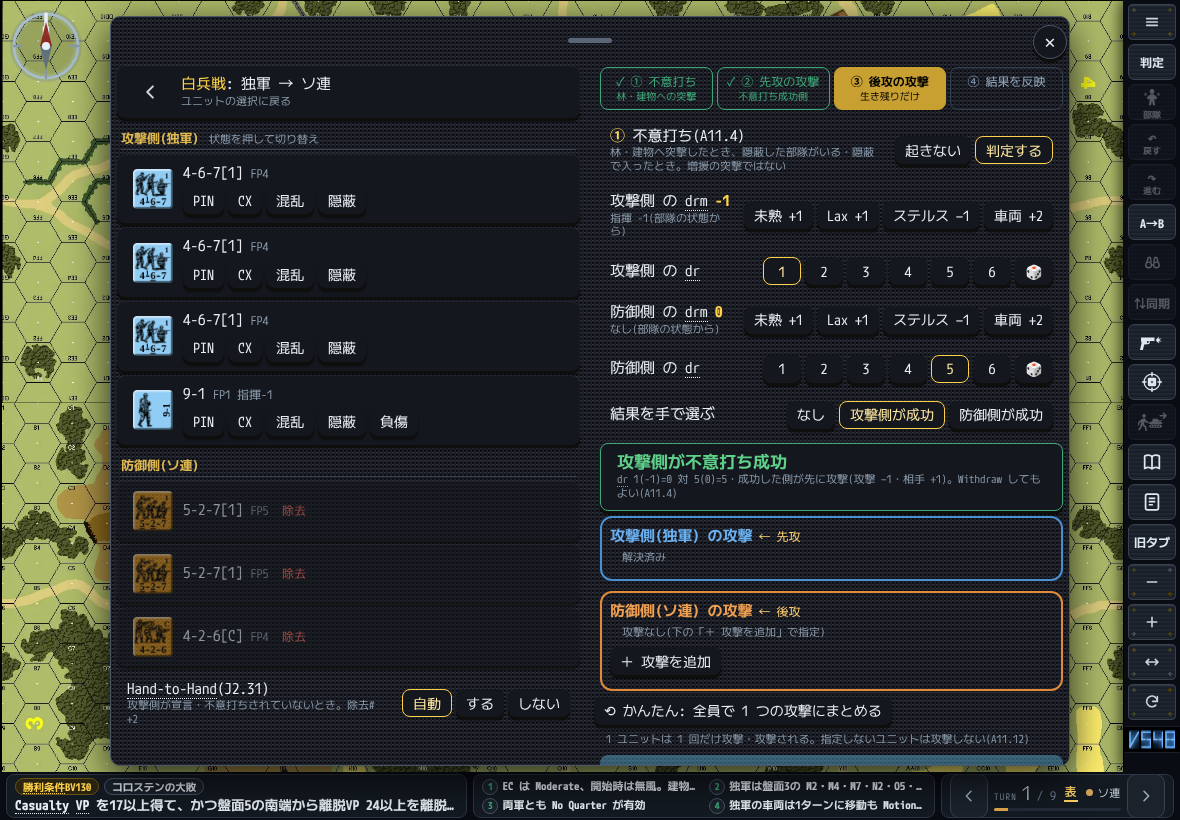 白兵戦: 独軍 → ソ連
ユニットの選択に戻る
攻撃側(独軍) 状態を押して切り替え
4-6-7[1] FP4
PIN CX 混乱 隠蔽
4-6-7[1] FP4
PIN CX 混乱 隠蔽
4-6-7[1] FP4
PIN CX 混乱 隠蔽
9-1 FP1 指揮-1
PIN CX 混乱 隠蔽 負傷
防御側(ソ連)
5-2-7[1] FP5 除去
5-2-7[1] FP5 除去
4-2-6[C] FP4 除去
Hand-to-Hand(J2.31)
攻撃側が宣言・不意打ちされていないとき。除去#
+2
自動 する しない
✓ ① 不意打ち
林・建物への突撃
✓ ② 先攻の攻撃
不意打ち成功側
③ 後攻の攻撃
生き残りだけ
④ 結果を反映
① 不意打ち(A11.4)
林・建物へ突撃したとき、隠蔽した部隊がいる・隠蔽
で入ったとき。増援の突撃ではない
起きない 判定する
攻撃側 の drm -1
指揮 -1(部隊の状態か
ら)
未熟 +1 Lax +1 ステルス −1 車両 +2
攻撃側 の dr
1 2 3 4 5 6
防御側 の drm 0
なし(部隊の状態から)
未熟 +1 Lax +1 ステルス −1 車両 +2
防御側 の dr
1 2 3 4 5 6
結果を手で選ぶ
なし 攻撃側が成功 防御側が成功
攻撃側が不意打ち成功
dr 1(-1)=0 対 5(0)=5・成功した側が先に攻撃(攻撃 −1・相手 +1)。Withdraw しても
よい(A11.4)
攻撃側(独軍) の攻撃 ← 先攻
解決済み
防御側(ソ連) の攻撃 ← 後攻
攻撃なし(下の「＋ 攻撃を追加」で指定)
＋ 攻撃を追加
⟲ かんたん: 全員で 1 つの攻撃にまとめる
1 ユニットは 1 回だけ攻撃・攻撃される。指定しないユニットは攻撃しない(A11.12)
判定
部隊
戻す
進む
A→B
⇅同期
旧タブ
V548
勝利条件BV130 コロステンの大敗
Casualty VP を17以上得て、かつ盤面5の南端から離脱VP 24以上を離脱…
① EC は Moderate、開始時は無風。建物…
② 独軍は盤面3の M2・M4・M7・N2・O5・…
③ 両軍とも No Quarter が有効
④ 独軍の車両は1ターンに移動も Motion…
TURN 1 / 9 表 ソ連
4
3